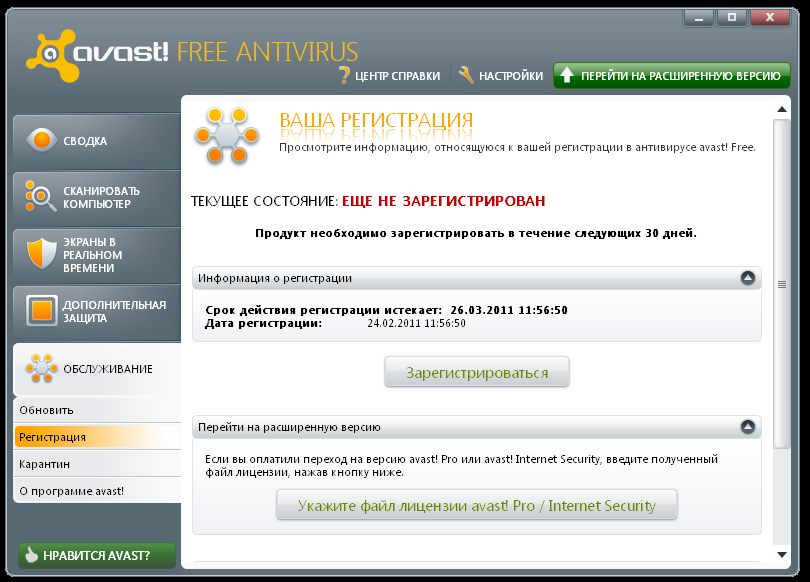 avast! FREE ANTIVIRUS
ЦЕНТР СПРАВКИ
НАСТРОЙКИ
ПЕРЕЙТИ НА РАСШИРЕННУЮ ВЕРСИЮ
СВОДКА
СКАНИРОВАТЬ
КОМПЬЮТЕР
ЭКРАНЫ В
РЕАЛЬНОМ
ВРЕМЕНИ
ДОПОЛНИТЕЛЬНАЯ
ЗАЩИТА
ОБСЛУЖИВАНИЕ
Обновить
Регистрация
Карантин
О программе avast!
НРАВИТСЯ AVAST?
ВАША РЕГИСТРАЦИЯ
Просмотрите информацию, относящуюся к вашей регистрации в антивирусе avast! Free.
ТЕКУЩЕЕ СОСТОЯНИЕ: ЕЩЕ НЕ ЗАРЕГИСТРИРОВАН
Продукт необходимо зарегистрировать в течение следующих 30 дней.
Информация о регистрации
Срок действия регистрации истекает: 26.03.2011 11:56:50
Дата регистрации: 24.02.2011 11:56:50
Зарегистрироваться
Перейти на расширенную версию
Если вы оплатили переход на версию avast! Pro или avast! Internet Security, введите полученный
файл лицензии, нажав кнопку ниже.
Укажите файл лицензии avast! Pro / Internet Security